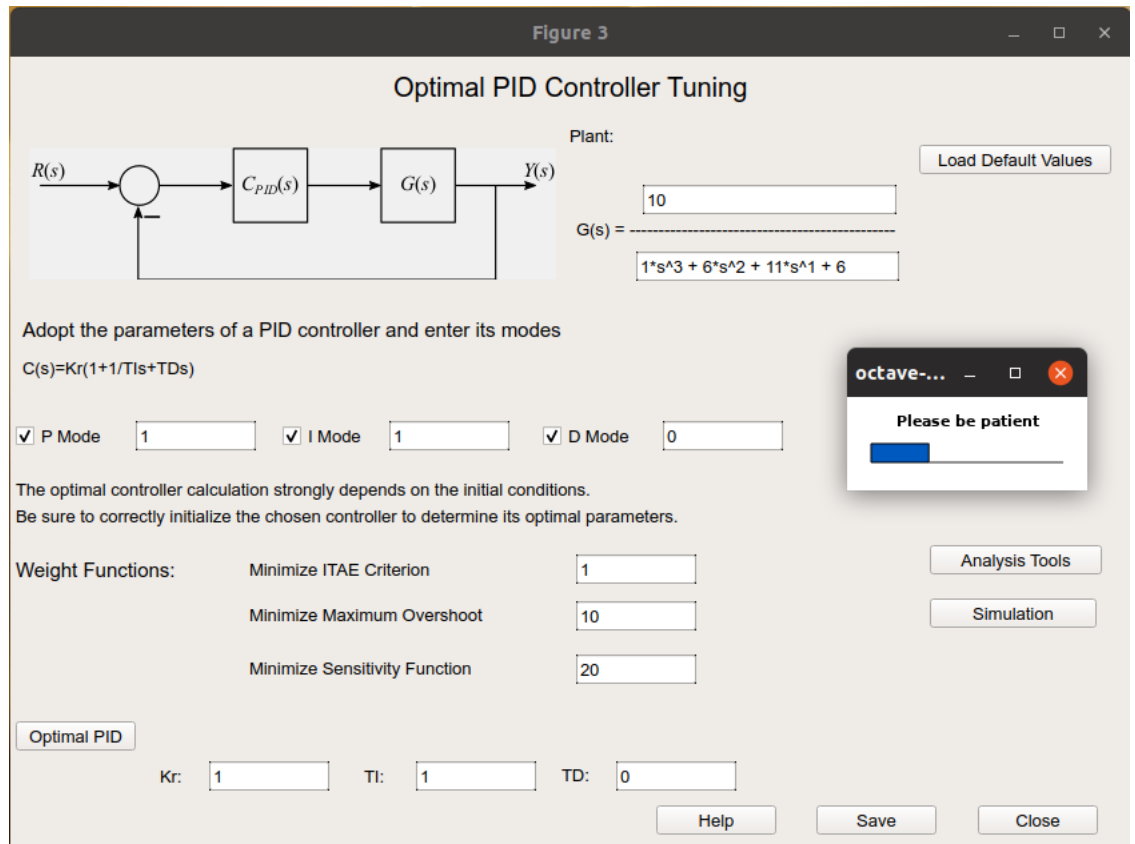 Figure 3
Optimal PID Controller Tuning
Plant:
Load Default Values
R(s)
C_PID(s)
G(s)
Y(s)
10
G(s) = ----------------------------------------------
1*s^3 + 6*s^2 + 11*s^1 + 6
Adopt the parameters of a PID controller and enter its modes
C(s)=Kr(1+1/TIs+TDs)
octave-...
Please be patient
P Mode 1 I Mode 1 D Mode 0
The optimal controller calculation strongly depends on the initial conditions.
Be sure to correctly initialize the chosen controller to determine its optimal parameters.
Weight Functions: Minimize ITAE Criterion 1
Analysis Tools
Minimize Maximum Overshoot 10
Simulation
Minimize Sensitivity Function 20
Optimal PID
Kr: 1 TI: 1 TD: 0
Help Save Close